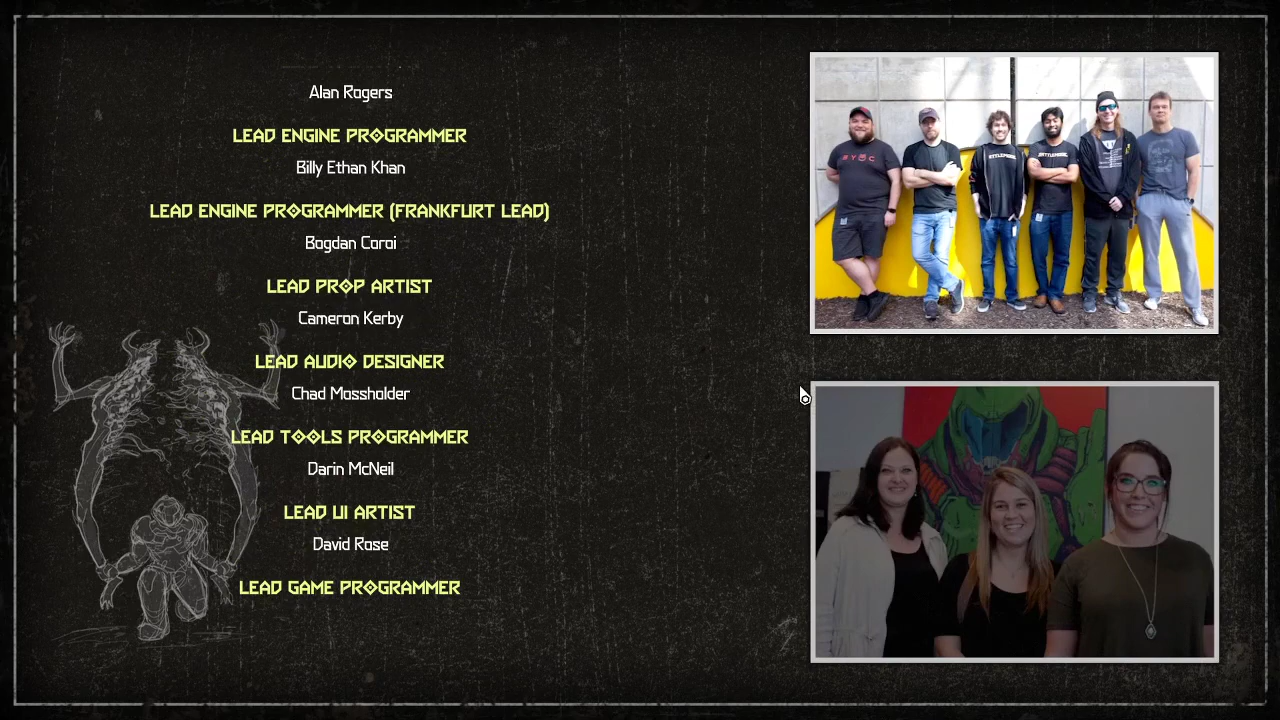 Alan Rogers
LEAD ENGINE PROGRAMMER
Billy Ethan Khan
LEAD ENGINE PROGRAMMER (FRANKFURT LEAD)
Bogdan Coroi
LEAD PROP ARTIST
Cameron Kerby
LEAD AUDIO DESIGNER
Chad Mossholder
LEAD TOOLS PROGRAMMER
Darin McNeil
LEAD UI ARTIST
David Rose
LEAD GAME PROGRAMMER